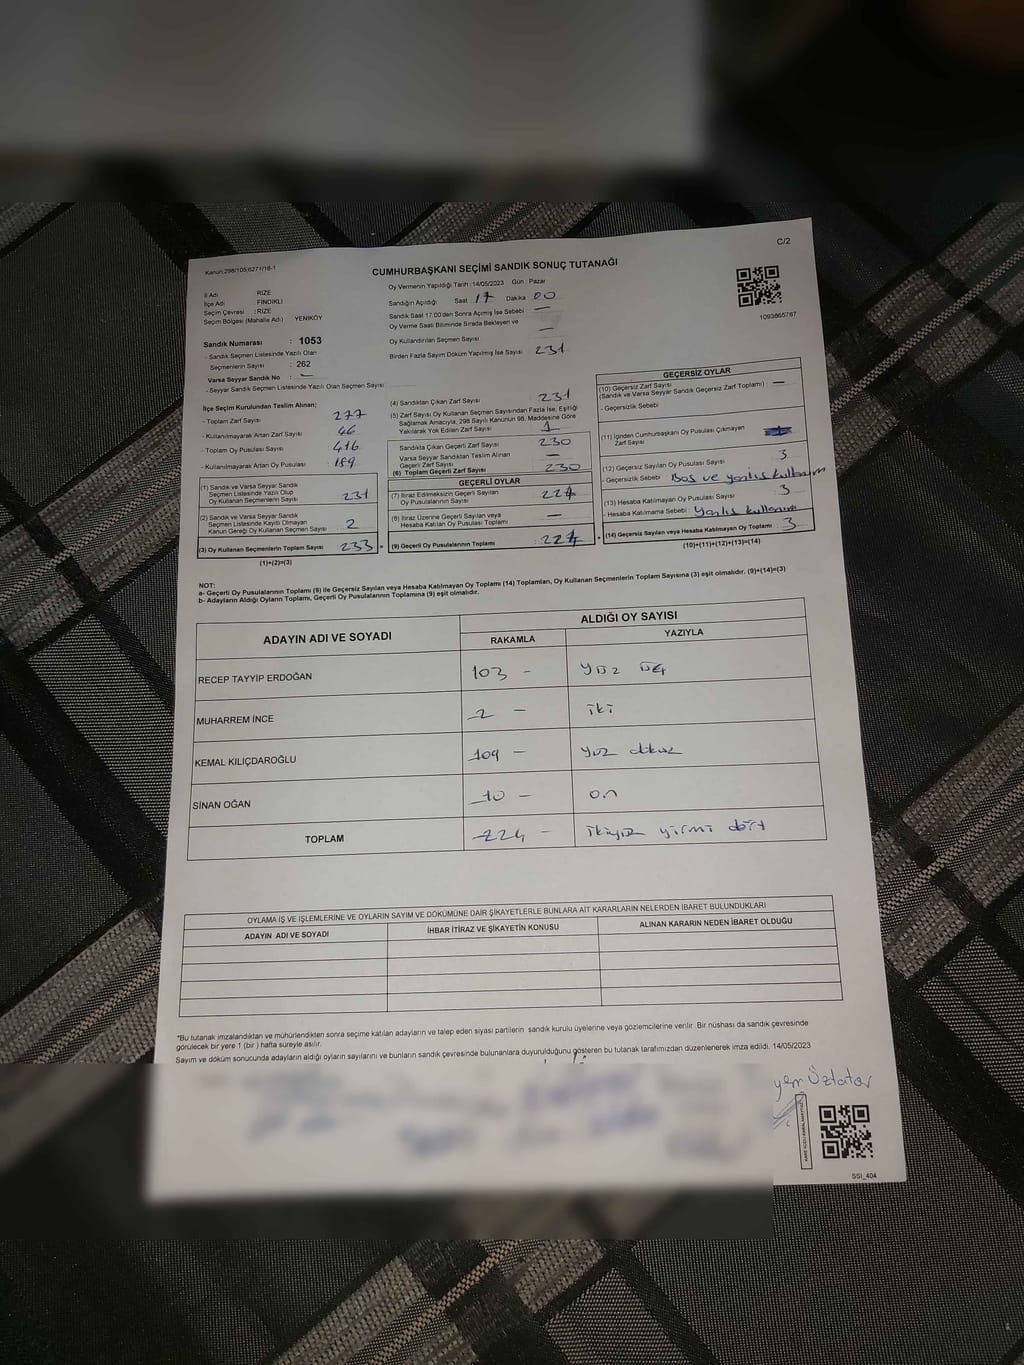 C/2
Kanun:298/105;6271/18-1
CUMHURBAŞKANI SEÇİMİ SANDIK SONUÇ TUTANAĞI
İl Adı : RİZE
İlçe Adı : FINDIKLI
Seçim Çevresi : RİZE
Seçim Bölgesi (Mahalle Adı) : YENİKÖY
Sandık Numarası : 1053
- Sandık Seçmen Listesinde Yazılı Olan
Seçmenlerin Sayısı : 262
Varsa Seyyar Sandık No : —
- Seyyar Sandık Seçmen Listesinde Yazılı Olan Seçmen Sayısı
Oy Vermenin Yapıldığı Tarih : 14/05/2023 Gün : Pazar
Sandığın Açıldığı Saat 17 Dakika 00
Sandık Saat 17.00'den Sonra Açılmış İse Sebebi —
Oy Verme Saati Bitiminde Sırada Bekleyen ve
Oy Kullandırılan Seçmen Sayısı —
Birden Fazla Sayım Döküm Yapılmış İse Sayısı 231
1093865767
İlçe Seçim Kurulundan Teslim Alınan;
- Toplam Zarf Sayısı : 277
- Kullanılmayarak Artan Zarf Sayısı : 46
- Toplam Oy Pusulası Sayısı : 416
- Kullanılmayarak Artan Oy Pusulası :
(1) Sandık ve Varsa Seyyar Sandık
Seçmen Listesinde Yazılı Olup
Oy Kullanan Seçmenlerin Sayısı 231
(2) Sandık ve Varsa Seyyar Sandık
Seçmen Listesinde Kayıtlı Olmayan
Kanun Gereği Oy Kullanan Seçmen Sayısı 2
(3) Oy Kullanan Seçmenlerin Toplam Sayısı 233 =
(1)+(2)=(3)
(4) Sandıktan Çıkan Zarf Sayısı 231
(5) Zarf Sayısı Oy Kullanan Seçmen Sayısından Fazla İse, Eşitliği
Sağlamak Amacıyla, 298 Sayılı Kanunun 98. Maddesine Göre
Yakılarak Yok Edilen Zarf Sayısı 1
Sandıkta Çıkan Geçerli Zarf Sayısı 230
Varsa Seyyar Sandıktan Teslim Alınan
Geçerli Zarf Sayısı —
(6) Toplam Geçerli Zarf Sayısı 230
GEÇERLİ OYLAR
(7) İtiraz Edilmeksizin Geçerli Sayılan
Oy Pusulalarının Sayısı 224
(8) İtiraz Üzerine Geçerli Sayılan veya
Hesaba Katılan Oy Pusulası Toplamı —
(9) Geçerli Oy Pusulalarının Toplamı : 224 +
GEÇERSİZ OYLAR
(10) Geçersiz Zarf Sayısı
(Sandık ve Varsa Seyyar Sandık Geçersiz Zarf Toplamı) —
- Geçersizlik Sebebi
(11) İçinden Cumhurbaşkanı Oy Pusulası Çıkmayan
Zarf Sayısı
(12) Geçersiz Sayılan Oy Pusulası Sayısı 3
- Geçersizlik Sebebi : Boş ve yanlış kullanım
(13) Hesaba Katılmayan Oy Pusulası Sayısı 3
- Hesaba Katılmama Sebebi : Yanlış kullanım
(14) Geçersiz Sayılan veya Hesaba Katılmayan Oy Toplamı 3
(10)+(11)+(12)+(13)=(14)
NOT:
a- Geçerli Oy Pusulalarının Toplamı (9) ile Geçersiz Sayılan veya Hesaba Katılmayan Oy Toplamı (14) Toplamları, Oy Kullanan Seçmenlerin Toplam Sayısına (3) eşit olmalıdır. (9)+(14)=(3)
b- Adayların Aldığı Oyların Toplamı, Geçerli Oy Pusulalarının Toplamına (9) eşit olmalıdır.
ADAYIN ADI VE SOYADI
ALDIĞI OY SAYISI
RAKAMLA YAZIYLA
RECEP TAYYİP ERDOĞAN 103 - yüz üç
MUHARREM İNCE 2 - iki
KEMAL KILIÇDAROĞLU 109 - yüz dokuz
SİNAN OĞAN 10 - on
TOPLAM 224 - ikiyüz yirmi dört
OYLAMA İŞ VE İŞLEMLERİNE VE OYLARIN SAYIM VE DÖKÜMÜNE DAİR ŞİKAYETLERLE BUNLARA AİT KARARLARIN NELERDEN İBARET BULUNDUKLARI
ADAYIN ADI VE SOYADI İHBAR İTİRAZ VE ŞİKAYETİN KONUSU ALINAN KARARIN NEDEN İBARET OLDUĞU
*Bu tutanak imzalandıktan ve mühürlendikten sonra seçime katılan adayların ve talep eden siyasi partilerin sandık kurulu üyelerine veya gözlemcilerine verilir. Bir nüshası da sandık çevresinde
görülecek bir yere 1 (bir) hafta süreyle asılır.
Sayım ve döküm sonucunda adayların aldığı oyların sayılarını ve bunların sandık çevresinde bulunanlara duyurulduğunu gösteren bu tutanak tarafımızdan düzenlenerek imza edildi. 14/05/2023
SSI_404